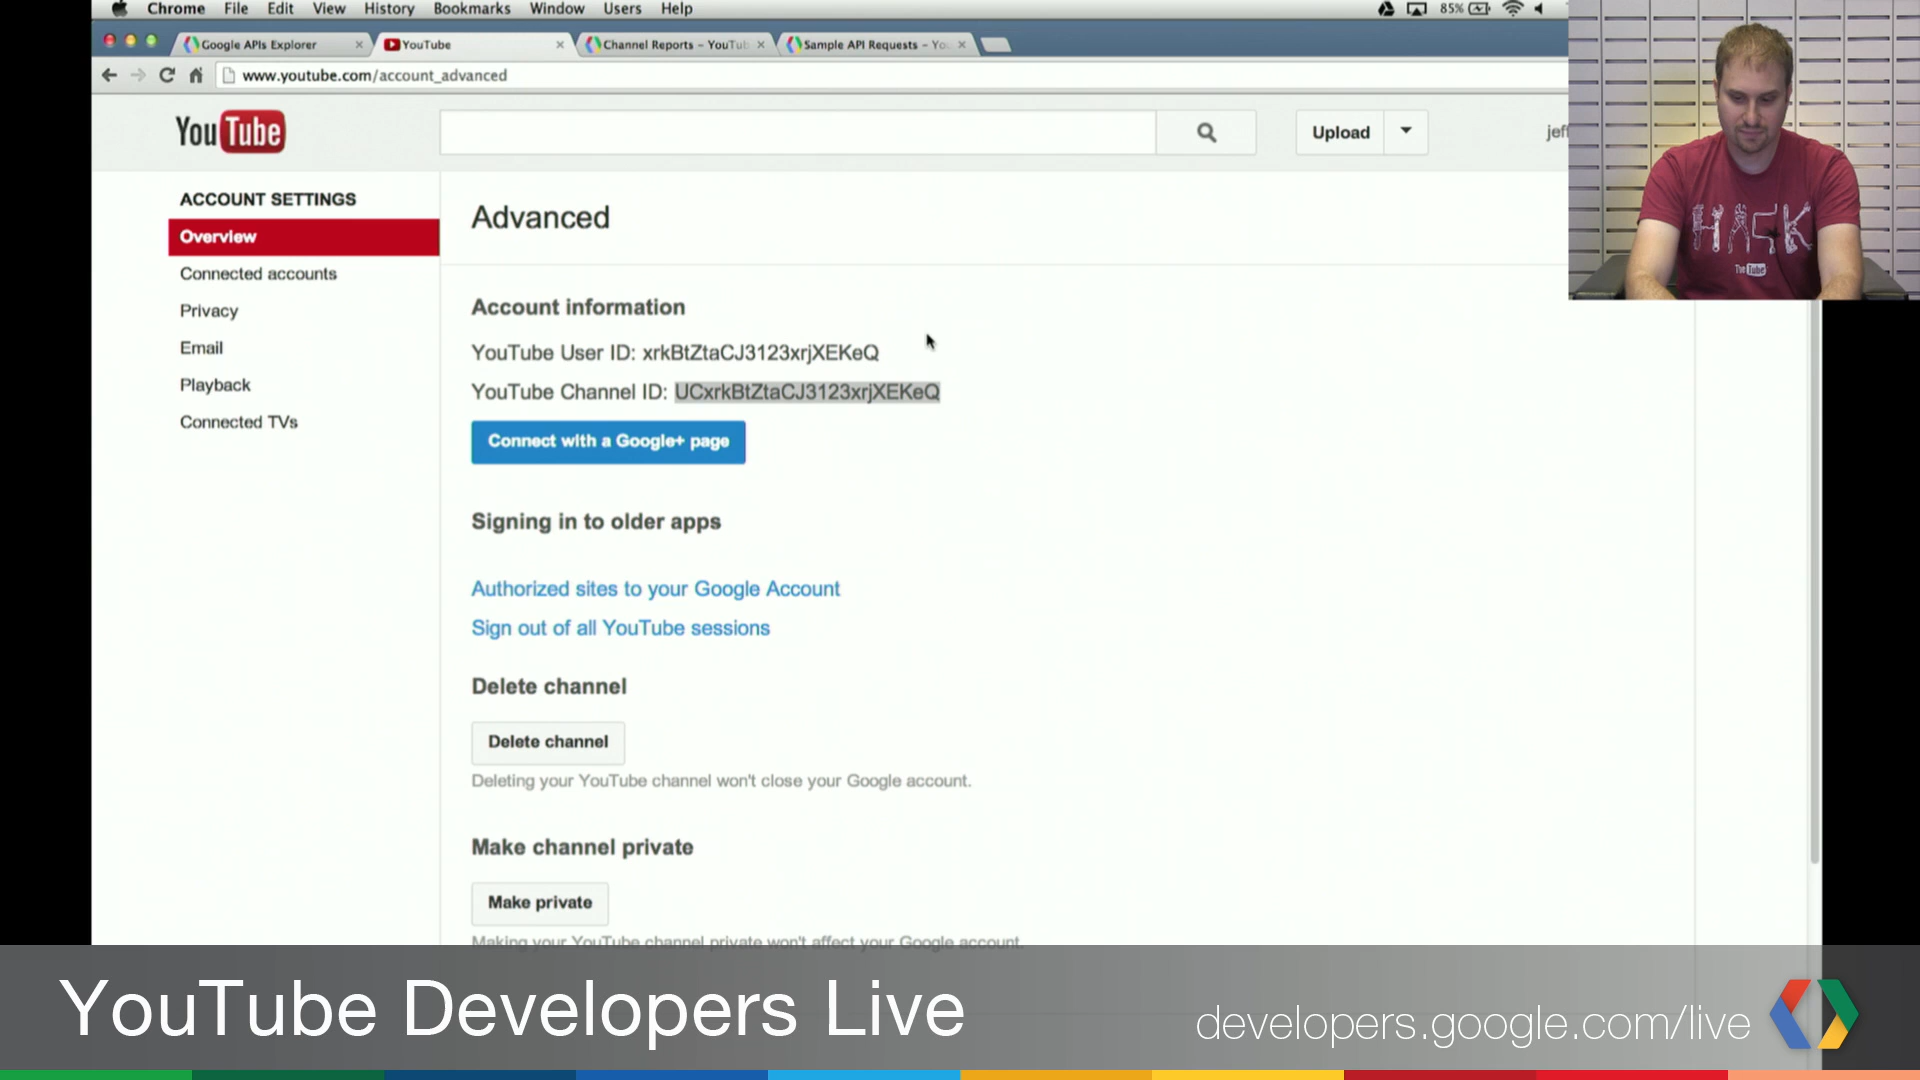 Chrome File Edit View History Bookmarks Window Users Help 85%
Google APIs Explorer YouTube Channel Reports - YouTub Sample API Requests - Yo
www.youtube.com/account_advanced
YouTube Upload jeff
ACCOUNT SETTINGS
Overview
Connected accounts
Privacy
Email
Playback
Connected TVs
Advanced
Account information
YouTube User ID: xrkBtZtaCJ3123xrjXEKeQ
YouTube Channel ID: UCxrkBtZtaCJ3123xrjXEKeQ
Connect with a Google+ page
Signing in to older apps
Authorized sites to your Google Account
Sign out of all YouTube sessions
Delete channel
Delete channel
Deleting your YouTube channel won't close your Google account.
Make channel private
Make private
Making your YouTube channel private won't affect your Google account.
HACK
YouTube Developers Live
developers.google.com/live